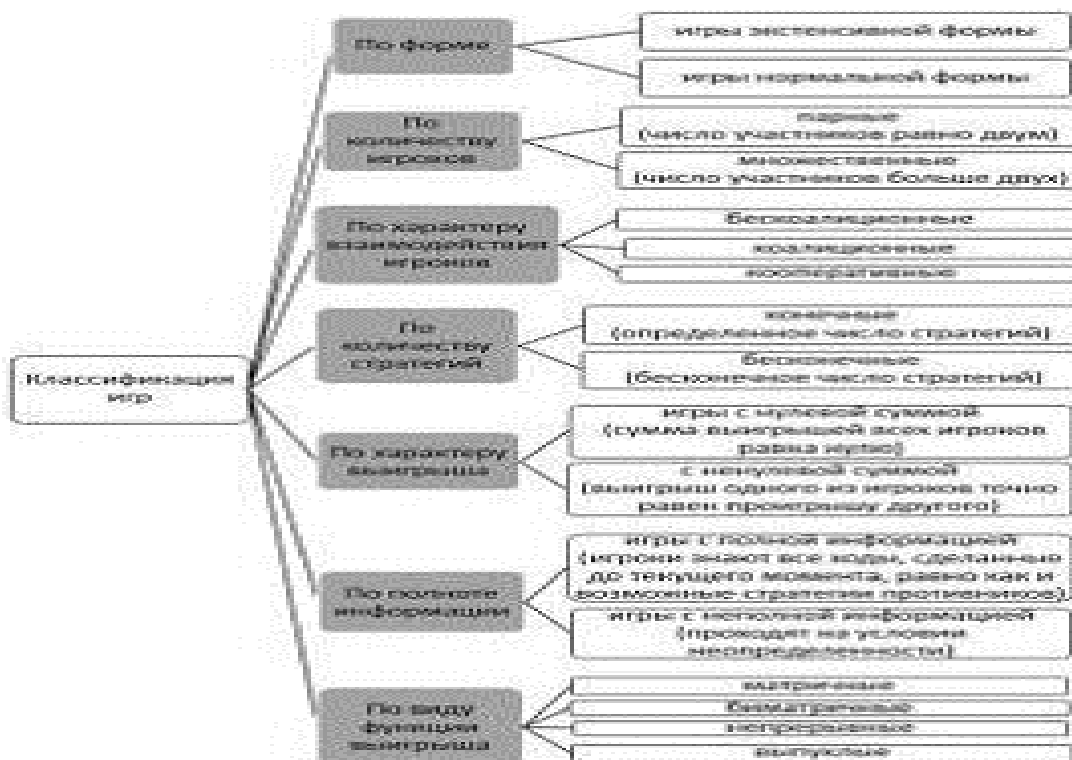 Классификация
игр
По форме
игры экстенсивной формы
игры нормальной формы
По
количеству
игроков
парные
(число участников равно двум)
множественные
(число участников больше двух)
По характеру
взаимодействия
бескоалиционные
коалиционные
кооперативные
По
количеству
стратегий
конечные
(определенное число стратегий)
бесконечные
(бесконечное число стратегий)
По характеру
выигрыша
игры с нулевой суммой
(сумма выигрышей всех игроков
равна нулю)
с ненулевой суммой
(выигрыш одного из игроков точно
равен проигрышу другого)
По полноте
информации
игры с полной информацией
(игроки знают все ходы, сделанные
до текущего момента, равно как и
возможные стратегии противников)
игры с неполной информацией
(проходят на условии
неопределенности)
По виду
функции
выигрыша
матричные
биматричные
непрерывные
выпуклые